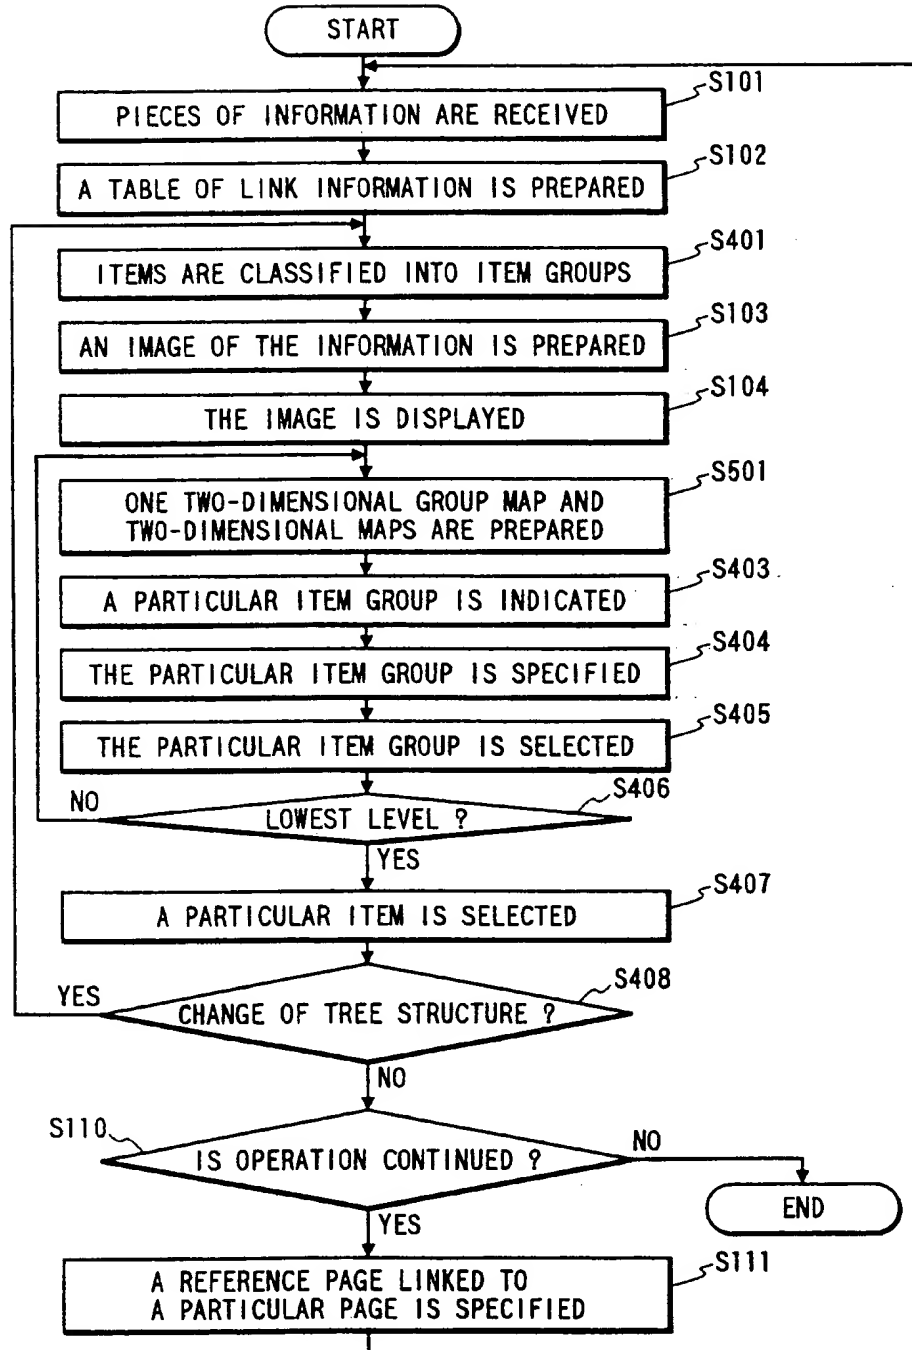 START
S101
PIECES OF INFORMATION ARE RECEIVED
S102
A TABLE OF LINK INFORMATION IS PREPARED
S401
ITEMS ARE CLASSIFIED INTO ITEM GROUPS
S103
AN IMAGE OF THE INFORMATION IS PREPARED
S104
THE IMAGE IS DISPLAYED
S501
ONE TWO-DIMENSIONAL GROUP MAP AND
TWO-DIMENSIONAL MAPS ARE PREPARED
S403
A PARTICULAR ITEM GROUP IS INDICATED
S404
THE PARTICULAR ITEM GROUP IS SPECIFIED
S405
THE PARTICULAR ITEM GROUP IS SELECTED
S406
NO
LOWEST LEVEL ?
YES
S407
A PARTICULAR ITEM IS SELECTED
S408
YES
CHANGE OF TREE STRUCTURE ?
NO
S110
IS OPERATION CONTINUED ?
NO
END
YES
S111
A REFERENCE PAGE LINKED TO
A PARTICULAR PAGE IS SPECIFIED